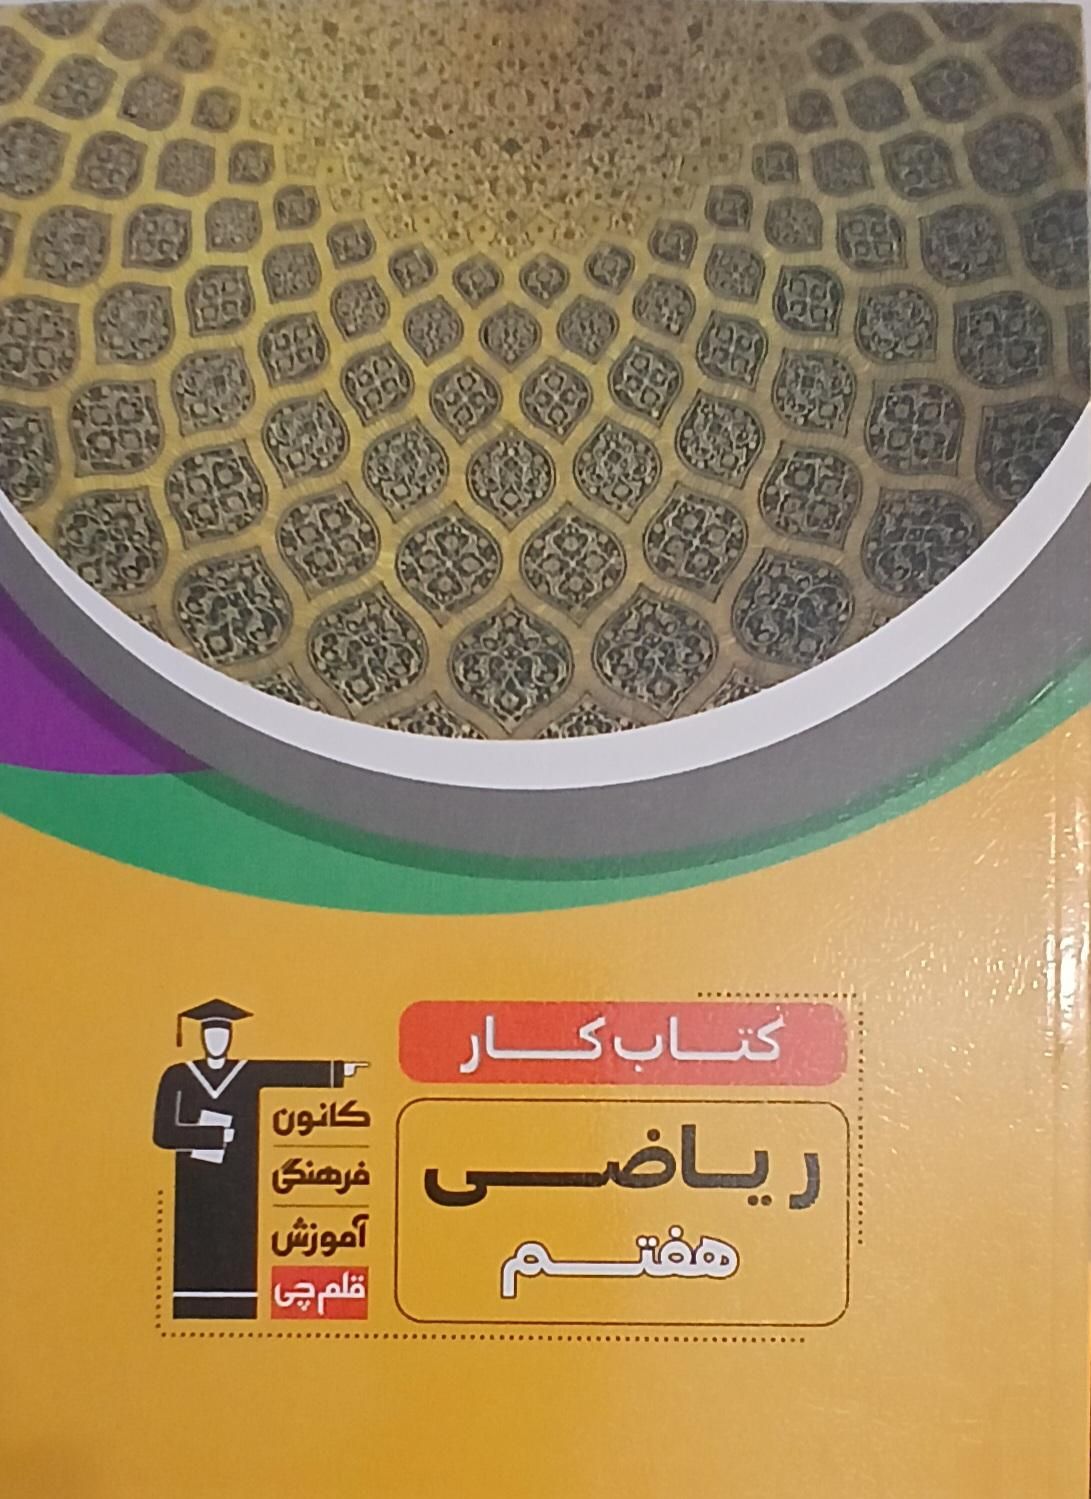 کتاب کار
ریاضی
هفتم
کانون
فرهنگی
آموزش
قلم‌چی